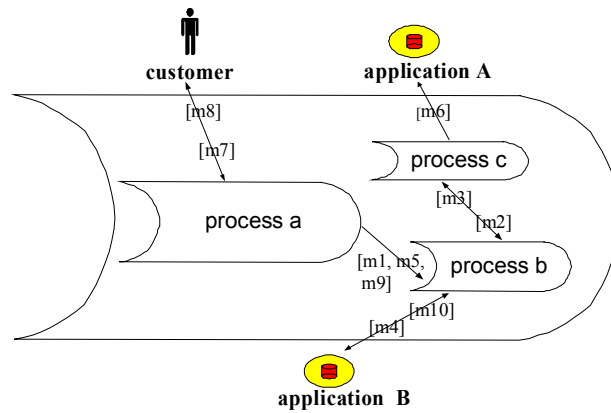 customer
application A
[m8]
[m6]
[m7]
process c
[m3]
process a
[m2]
[m1, m5,
m9]
process b
[m10]
[m4]
application B